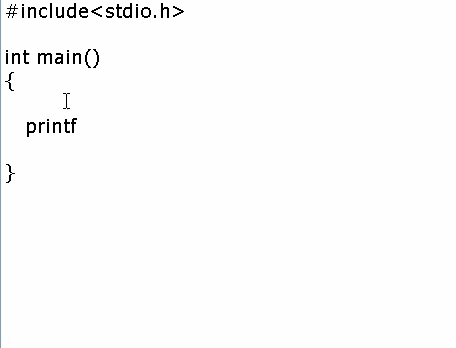 #include<stdio.h>
int main()
{
printf
}